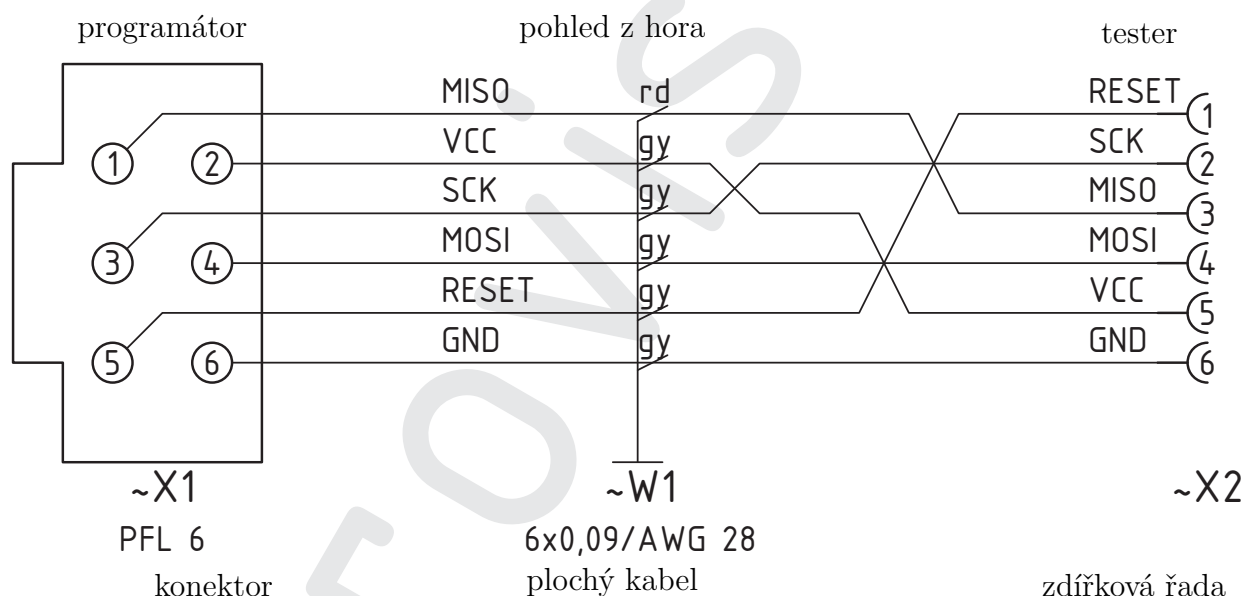 programátor pohled z hora tester
MISO rd RESET 1
VCC gy SCK
1 2 2
SCK gy MISO 3
MOSI gy MOSI
3 4 4
RESET gy VCC 5
GND gy GND
5 6 6
~X1 ~W1 ~X2
PFL 6 6x0,09/AWG 28
konektor plochý kabel zdířková řada